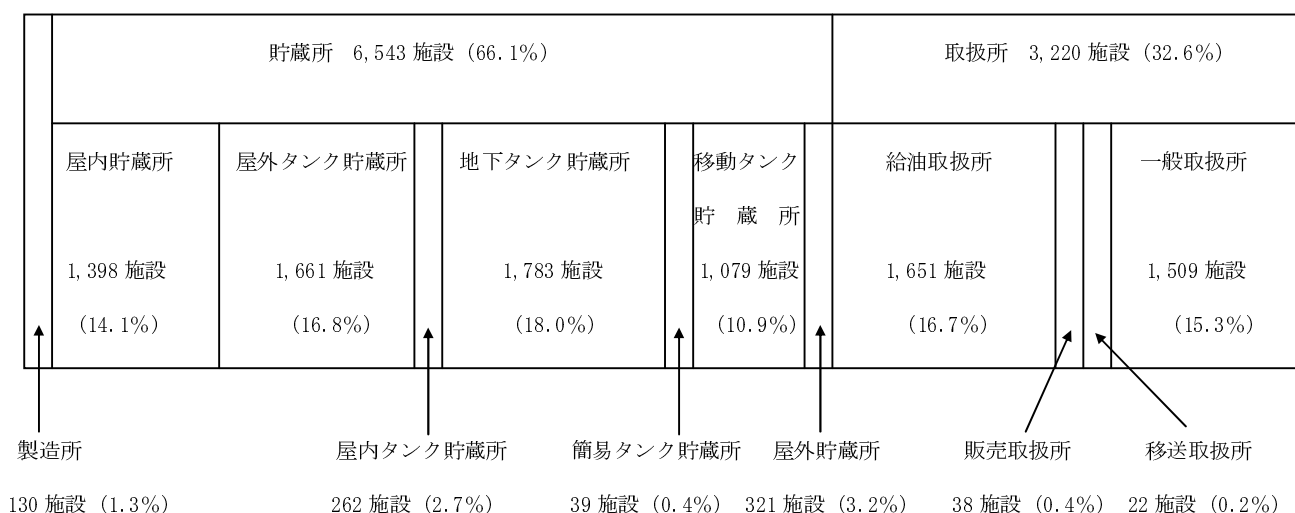 貯蔵所 6,543 施設 (66.1%) 取扱所 3,220 施設 (32.6%)
屋内貯蔵所 屋外タンク貯蔵所 地下タンク貯蔵所 移動タンク 給油取扱所 一般取扱所
貯 蔵 所
1,398 施設 1,661 施設 1,783 施設 1,079 施設 1,651 施設 1,509 施設
(14.1%) (16.8%) (18.0%) (10.9%) (16.7%) (15.3%)
製造所 屋内タンク貯蔵所 簡易タンク貯蔵所 屋外貯蔵所 販売取扱所 移送取扱所
130 施設 (1.3%) 262 施設 (2.7%) 39 施設 (0.4%) 321 施設 (3.2%) 38 施設 (0.4%) 22 施設 (0.2%)